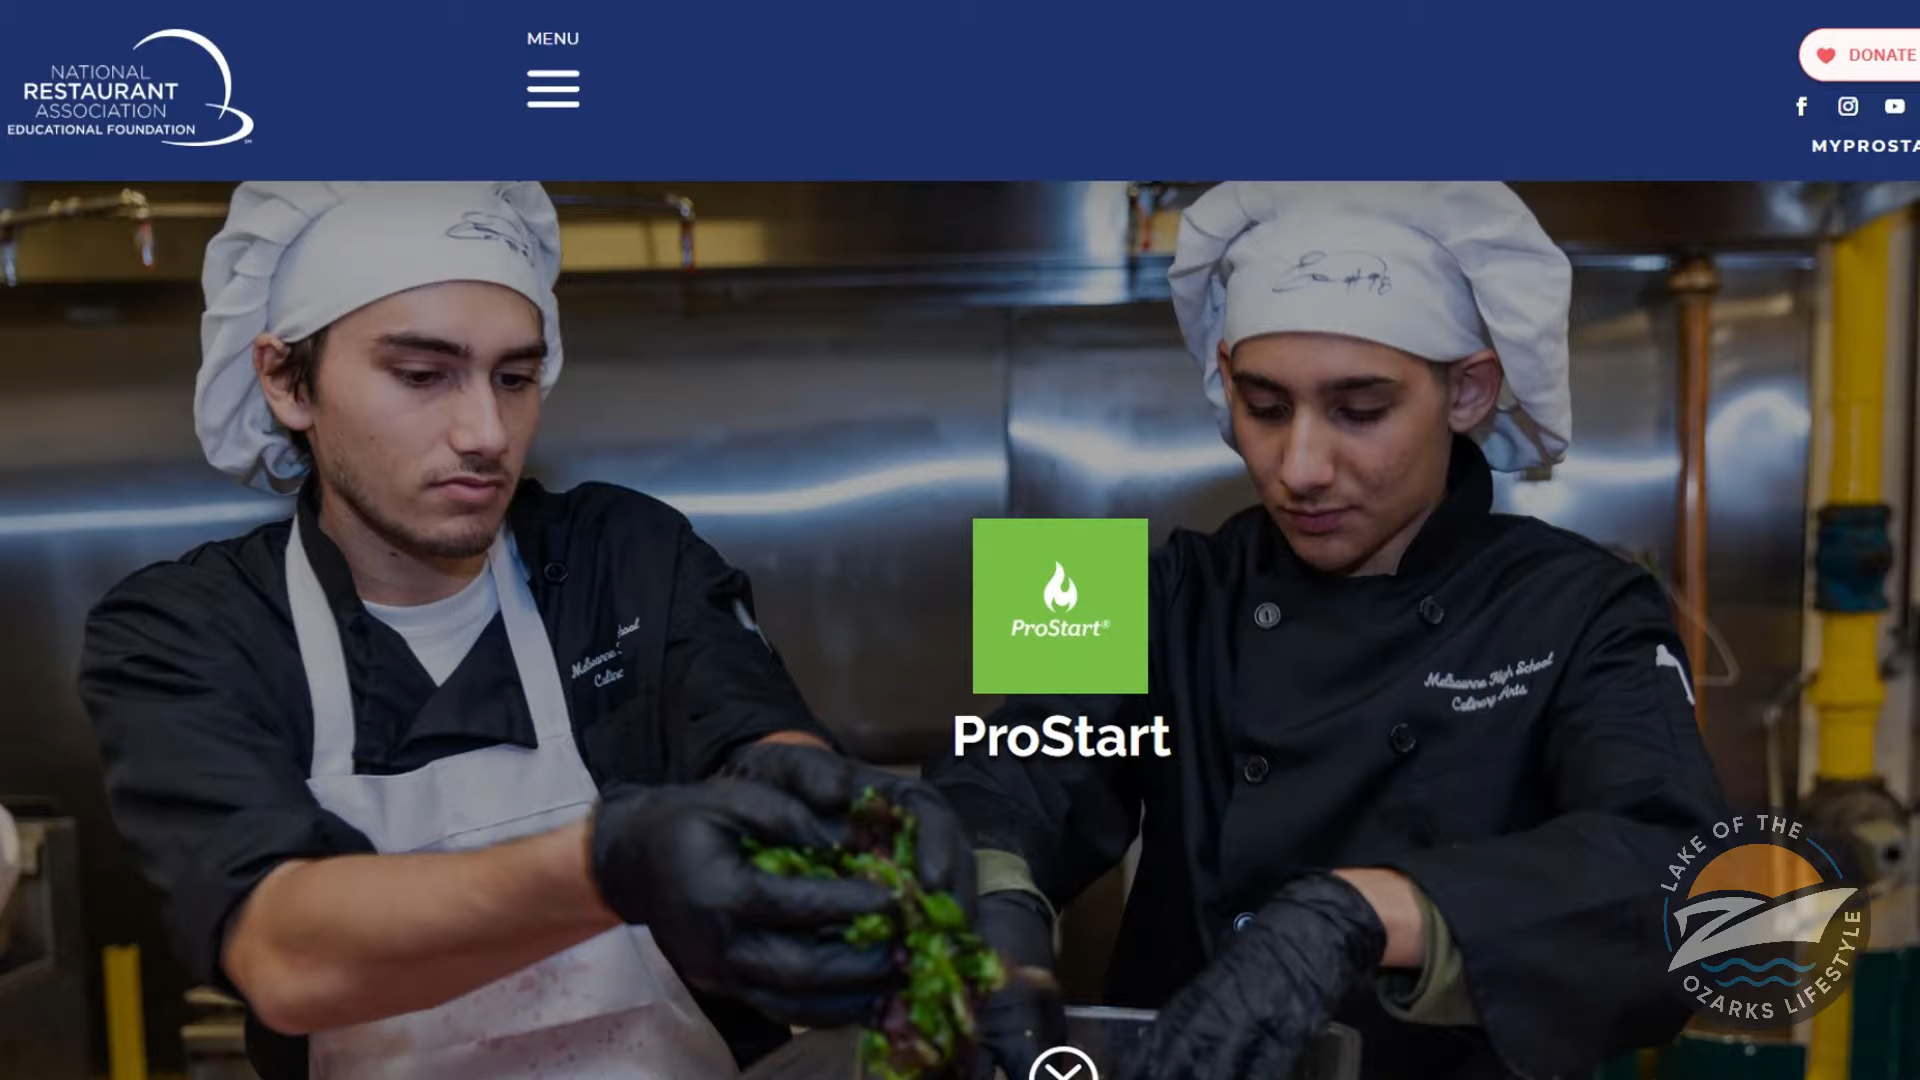 NATIONAL
RESTAURANT
ASSOCIATION
EDUCATIONAL FOUNDATION
SM
MENU
DONATE
MYPROSTA
ProStart®
ProStart
Melbourne High School
Culinary Arts
LAKE OF THE
OZARKS LIFESTYLE